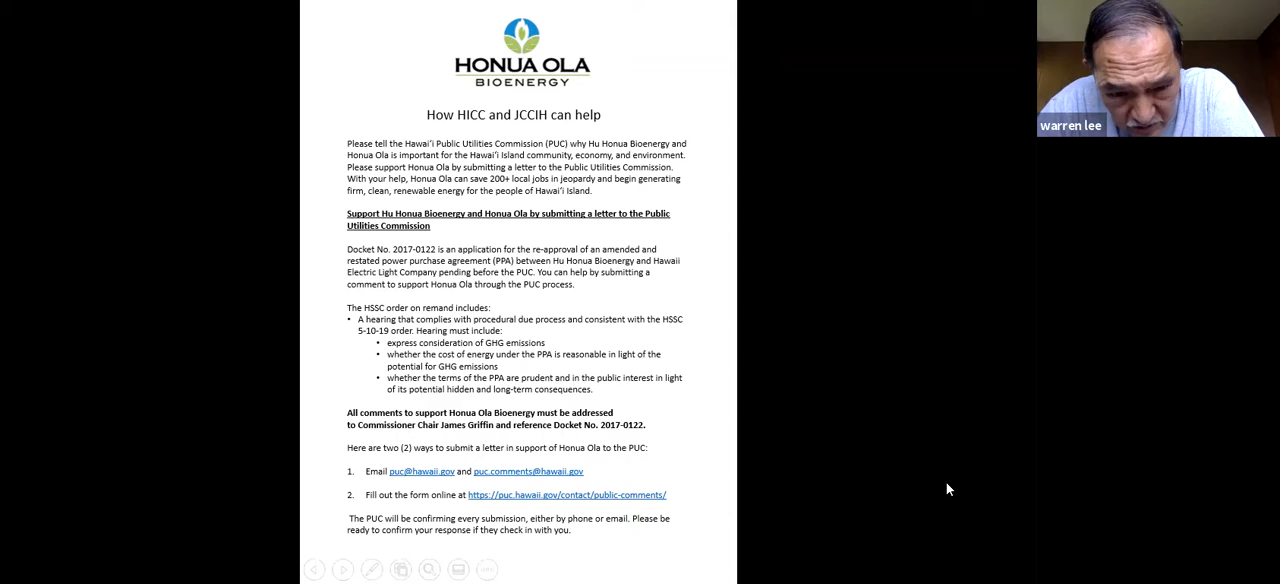 HONUA OLA
BIOENERGY
How HICC and JCCIH can help
Please tell the Hawai‘i Public Utilities Commission (PUC) why Hu Honua Bioenergy and
Honua Ola is important for the Hawai‘i Island community, economy, and environment.
Please support Honua Ola by submitting a letter to the Public Utilities Commission.
With your help, Honua Ola can save 200+ local jobs in jeopardy and begin generating
firm, clean, renewable energy for the people of Hawai‘i Island.
Support Hu Honua Bioenergy and Honua Ola by submitting a letter to the Public
Utilities Commission
Docket No. 2017-0122 is an application for the re-approval of an amended and
restated power purchase agreement (PPA) between Hu Honua Bioenergy and Hawaii
Electric Light Company pending before the PUC. You can help by submitting a
comment to support Honua Ola through the PUC process.
The HSSC order on remand includes:
• A hearing that complies with procedural due process and consistent with the HSSC
5-10-19 order. Hearing must include:
• express consideration of GHG emissions
• whether the cost of energy under the PPA is reasonable in light of the
potential for GHG emissions
• whether the terms of the PPA are prudent and in the public interest in light
of its potential hidden and long-term consequences.
All comments to support Honua Ola Bioenergy must be addressed
to Commissioner Chair James Griffin and reference Docket No. 2017-0122.
Here are two (2) ways to submit a letter in support of Honua Ola to the PUC:
1. Email puc@hawaii.gov and puc.comments@hawaii.gov
2. Fill out the form online at https://puc.hawaii.gov/contact/public-comments/
The PUC will be confirming every submission, either by phone or email. Please be
ready to confirm your response if they check in with you.
warren lee